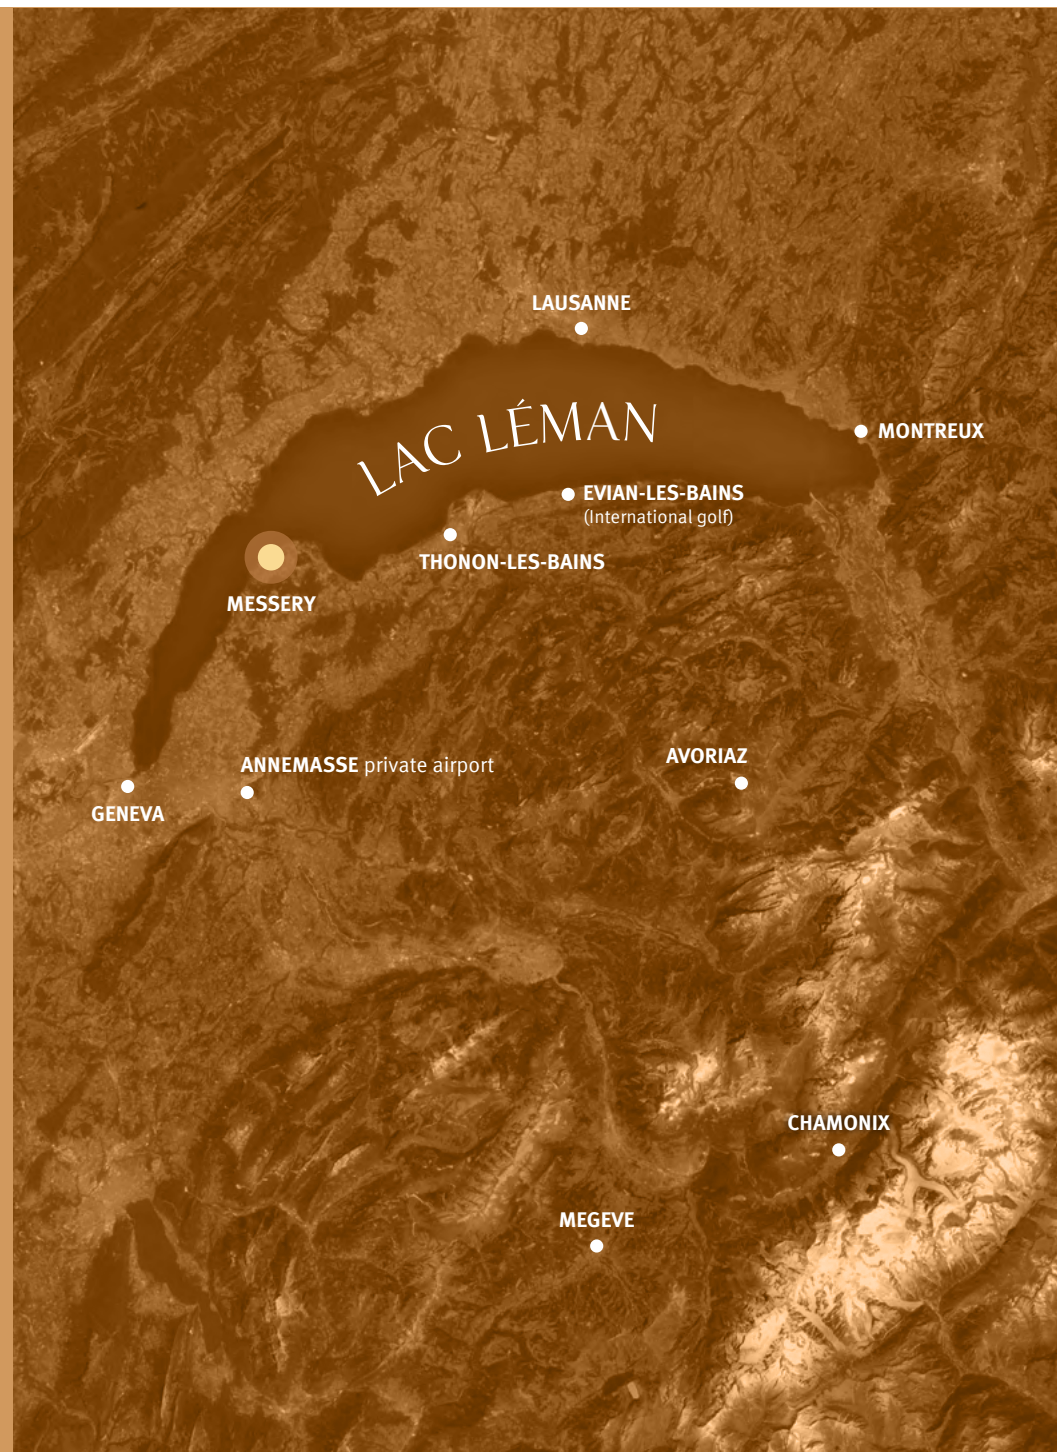 LAUSANNE
LAC LÉMAN
MONTREUX
EVIAN-LES-BAINS
(International golf)
THONON-LES-BAINS
MESSERY
ANNEMASSE private airport
AVORIAZ
GENEVA
CHAMONIX
MEGEVE